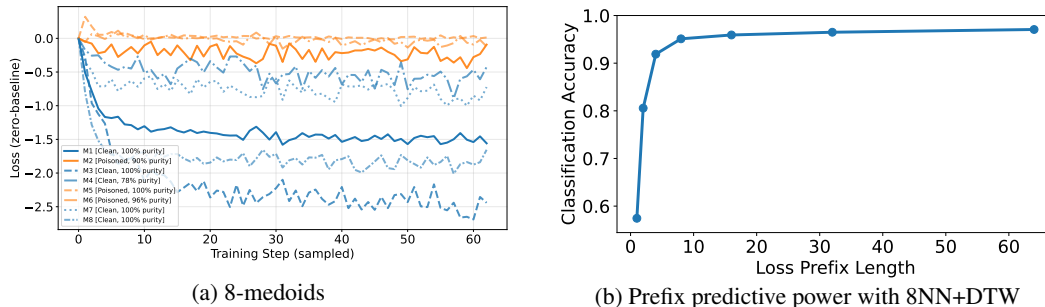 0.0
−0.5
−1.0
−1.5
−2.0
−2.5
Loss (zero-baseline)
M1 [Clean, 100% purity]
M2 [Poisoned, 90% purity]
M3 [Clean, 100% purity]
M4 [Clean, 78% purity]
M5 [Poisoned, 100% purity]
M6 [Poisoned, 96% purity]
M7 [Clean, 100% purity]
M8 [Clean, 100% purity]
0 10 20 30 40 50 60
Training Step (sampled)
(a) 8-medoids
1.0
0.9
0.8
0.7
0.6
Classification Accuracy
0 10 20 30 40 50 60
Loss Prefix Length
(b) Prefix predictive power with 8NN+DTW